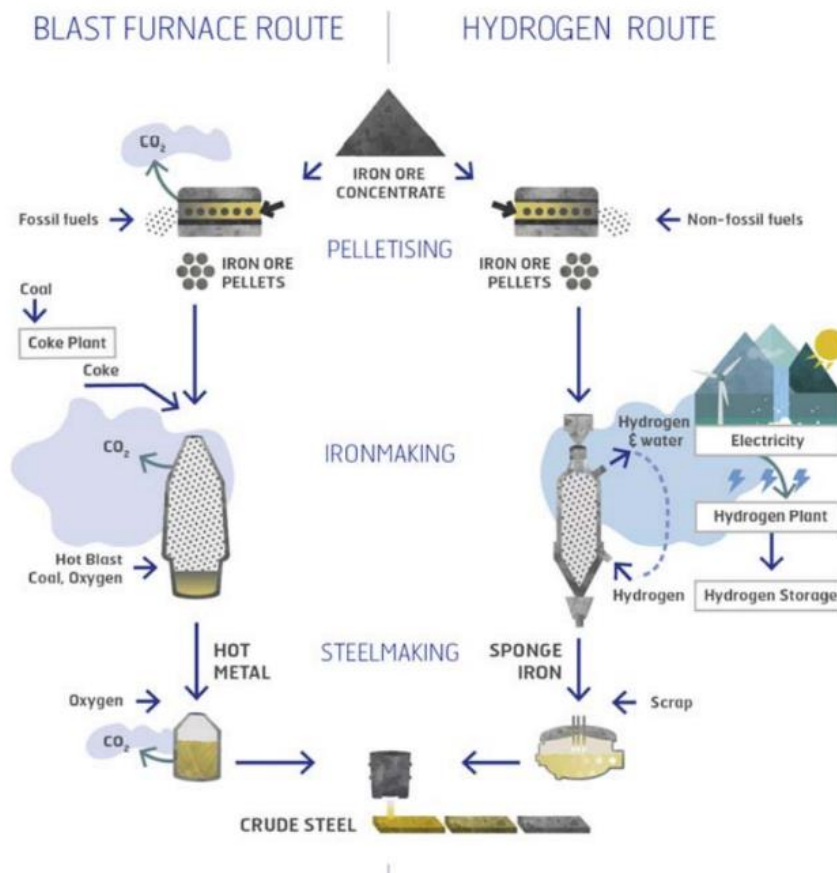 BLAST FURNACE ROUTE
HYDROGEN ROUTE
CO₂
IRON ORE
CONCENTRATE
Fossil fuels
Non-fossil fuels
PELLETISING
IRON ORE
PELLETS
IRON ORE
PELLETS
Coal
Coke Plant
Coke
CO₂
IRONMAKING
Hydrogen
& water
Electricity
Hydrogen Plant
Hot Blast
Coal, Oxygen
Hydrogen
Hydrogen Storage
HOT
METAL
STEELMAKING
SPONGE
IRON
Oxygen
Scrap
CO₂
CRUDE STEEL